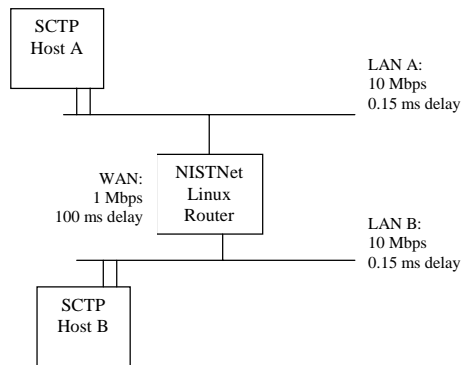 SCTP
Host A
LAN A:
10 Mbps
0.15 ms delay
WAN:
1 Mbps
100 ms delay
NISTNet
Linux
Router
LAN B:
10 Mbps
0.15 ms delay
SCTP
Host B